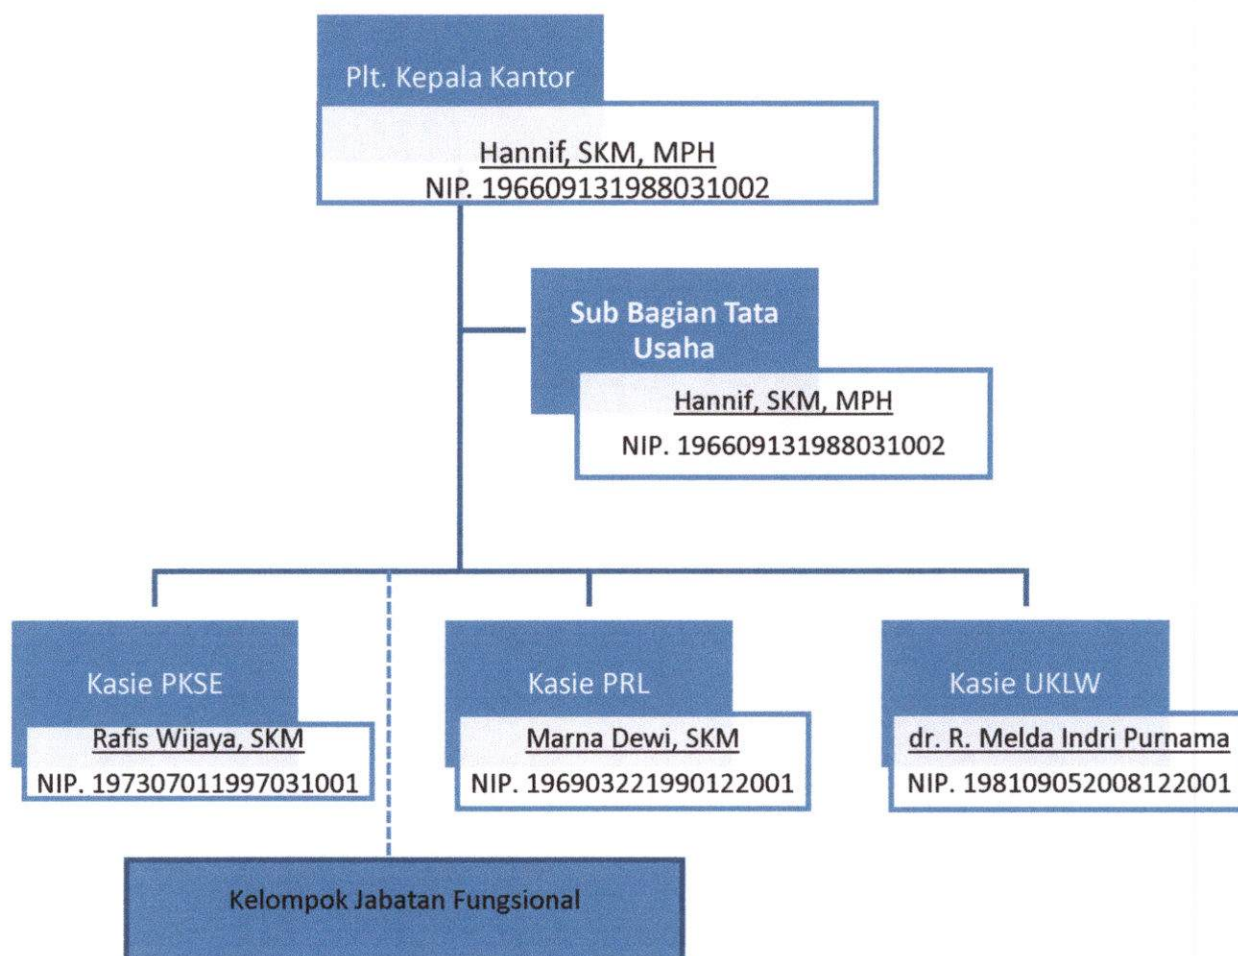 Plt. Kepala Kantor
Hannif, SKM, MPH
NIP. 196609131988031002
Sub Bagian Tata
Usaha
Hannif, SKM, MPH
NIP. 196609131988031002
Kasie PKSE
Rafis Wijaya, SKM
NIP. 197307011997031001
Kasie PRL
Marna Dewi, SKM
NIP. 196903221990122001
Kasie UKLW
dr. R. Melda Indri Purnama
NIP. 198109052008122001
Kelompok Jabatan Fungsional